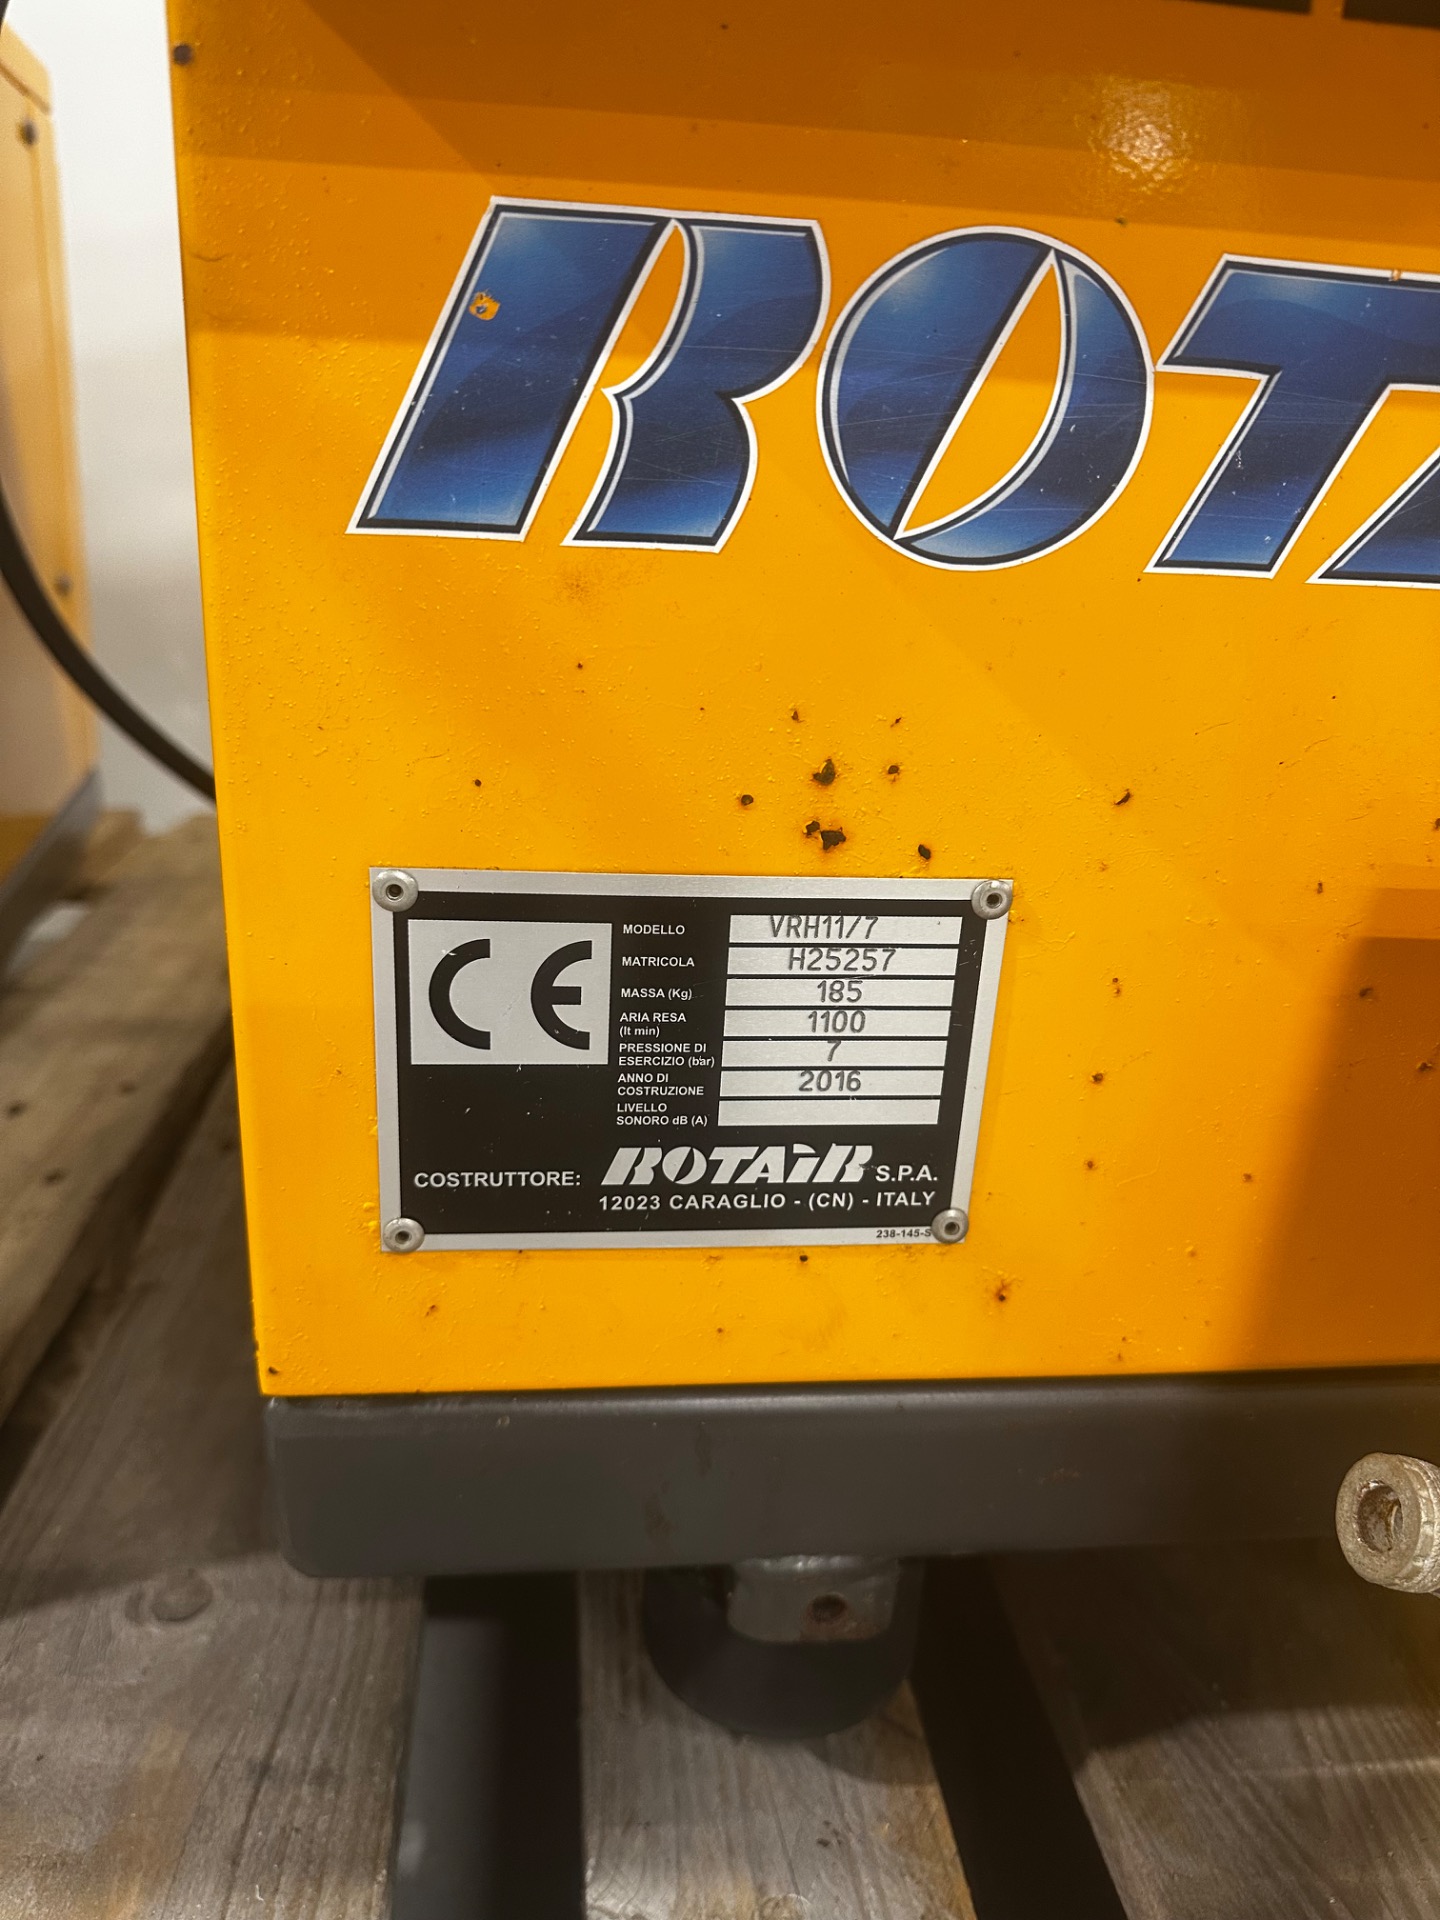 ROTA
CE
MODELLO VRH11/7
MATRICOLA H25257
MASSA (Kg) 185
ARIA RESA
(lt min) 1100
PRESSIONE DI
ESERCIZIO (bar) 7
ANNO DI
COSTRUZIONE 2016
LIVELLO
SONORO dB (A)
COSTRUTTORE: ROTAIR S.P.A.
12023 CARAGLIO - (CN) - ITALY
238-145-S